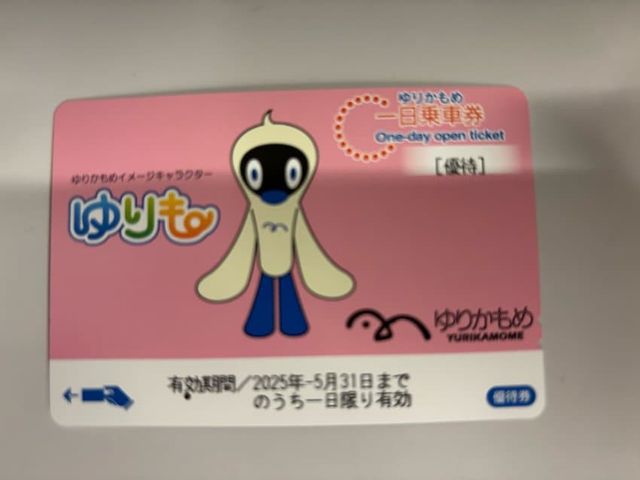 ゆりかもめ
一日乗車券
One-day open ticket
[優待]
ゆりかもめイメージキャラクター
ゆりも
ゆりかもめ
YURIKAMOME
有効期間/2025年-5月31日まで
のうち一日限り有効
優待券